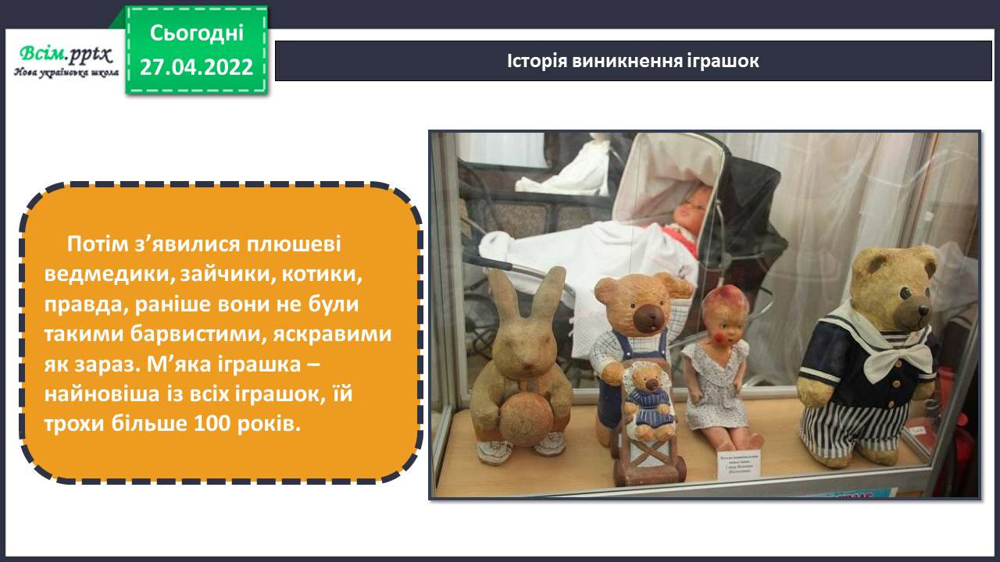 Всім.pptx
Нова українська школа
Сьогодні
27.04.2022
Історія виникнення іграшок
Потім з’явилися плюшеві
ведмедики, зайчики, котики,
правда, раніше вони не були
такими барвистими, яскравими
як зараз. М’яка іграшка –
найновіша із всіх іграшок, їй
трохи більше 100 років.